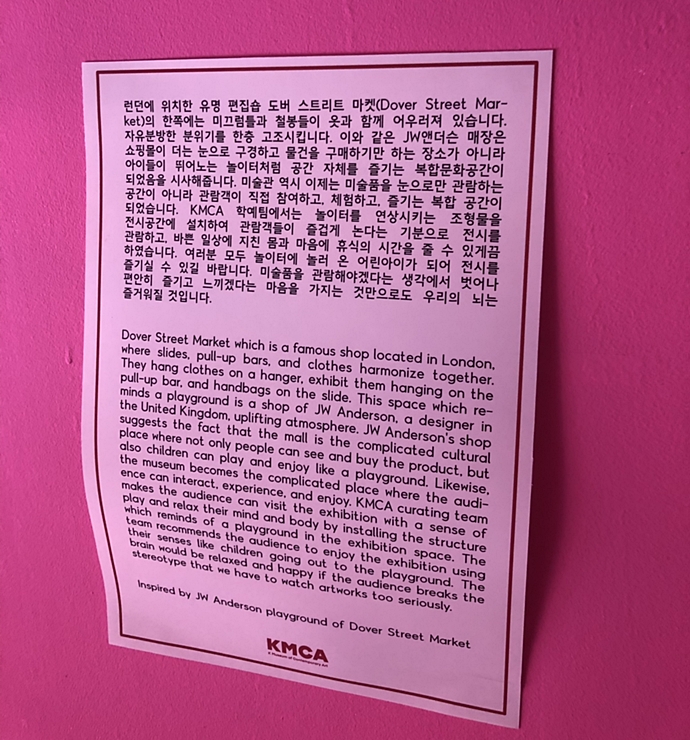 런던에 위치한 유명 편집숍 도버 스트리트 마켓(Dover Street Mar-
ket)의 한쪽에는 미끄럼틀과 철봉들이 옷과 함께 어우러져 있습니다.
자유분방한 분위기를 한층 고조시킵니다. 이와 같은 JW앤더슨 매장은
쇼핑몰이 더는 눈으로 구경하고 물건을 구매하기만 하는 장소가 아니라
아이들이 뛰어노는 놀이터처럼 공간 자체를 즐기는 복합문화공간이
되었음을 시사해줍니다. 미술관 역시 이제는 미술품을 눈으로만 관람하는
공간이 아니라 관람객이 직접 참여하고, 체험하고, 즐기는 복합 공간이
되었습니다. KMCA 학예팀에서는 놀이터를 연상시키는 조형물을
전시공간에 설치하여 관람객들이 즐겁게 논다는 기분으로 전시를
관람하고, 바쁜 일상에 지친 몸과 마음에 휴식의 시간을 줄 수 있게끔
하였습니다. 여러분 모두 놀이터에 놀러 온 어린아이가 되어 전시를
즐기실 수 있길 바랍니다. 미술품을 관람해야겠다는 생각에서 벗어나
편안히 즐기고 느끼겠다는 마음을 가지는 것만으로도 우리의 뇌는
즐거워질 것입니다.
Dover Street Market which is a famous shop located in London,
where slides, pull-up bars, and clothes harmonize together.
They hang clothes on a hanger, exhibit them hanging on the
pull-up bar, and handbags on the slide. This space which re-
minds a playground is a shop of JW Anderson, a designer in
the United Kingdom, uplifting atmosphere. JW Anderson's shop
suggests the fact that the mall is the complicated cultural
place where not only people can see and buy the product, but
also children can play and enjoy like a playground. Likewise,
the museum becomes the complicated place where the audi-
ence can interact, experience, and enjoy. KMCA curating team
makes the audience can visit the exhibition with a sense of
play and relax their mind and body by installing the structure
which reminds of a playground in the exhibition space. The
team recommends the audience to enjoy the exhibition using
their senses like children going out to the playground. The
brain would be relaxed and happy if the audience breaks the
stereotype that we have to watch artworks too seriously.
Inspired by JW Anderson playground of Dover Street Market
KMCA
K Museum of Contemporary Art